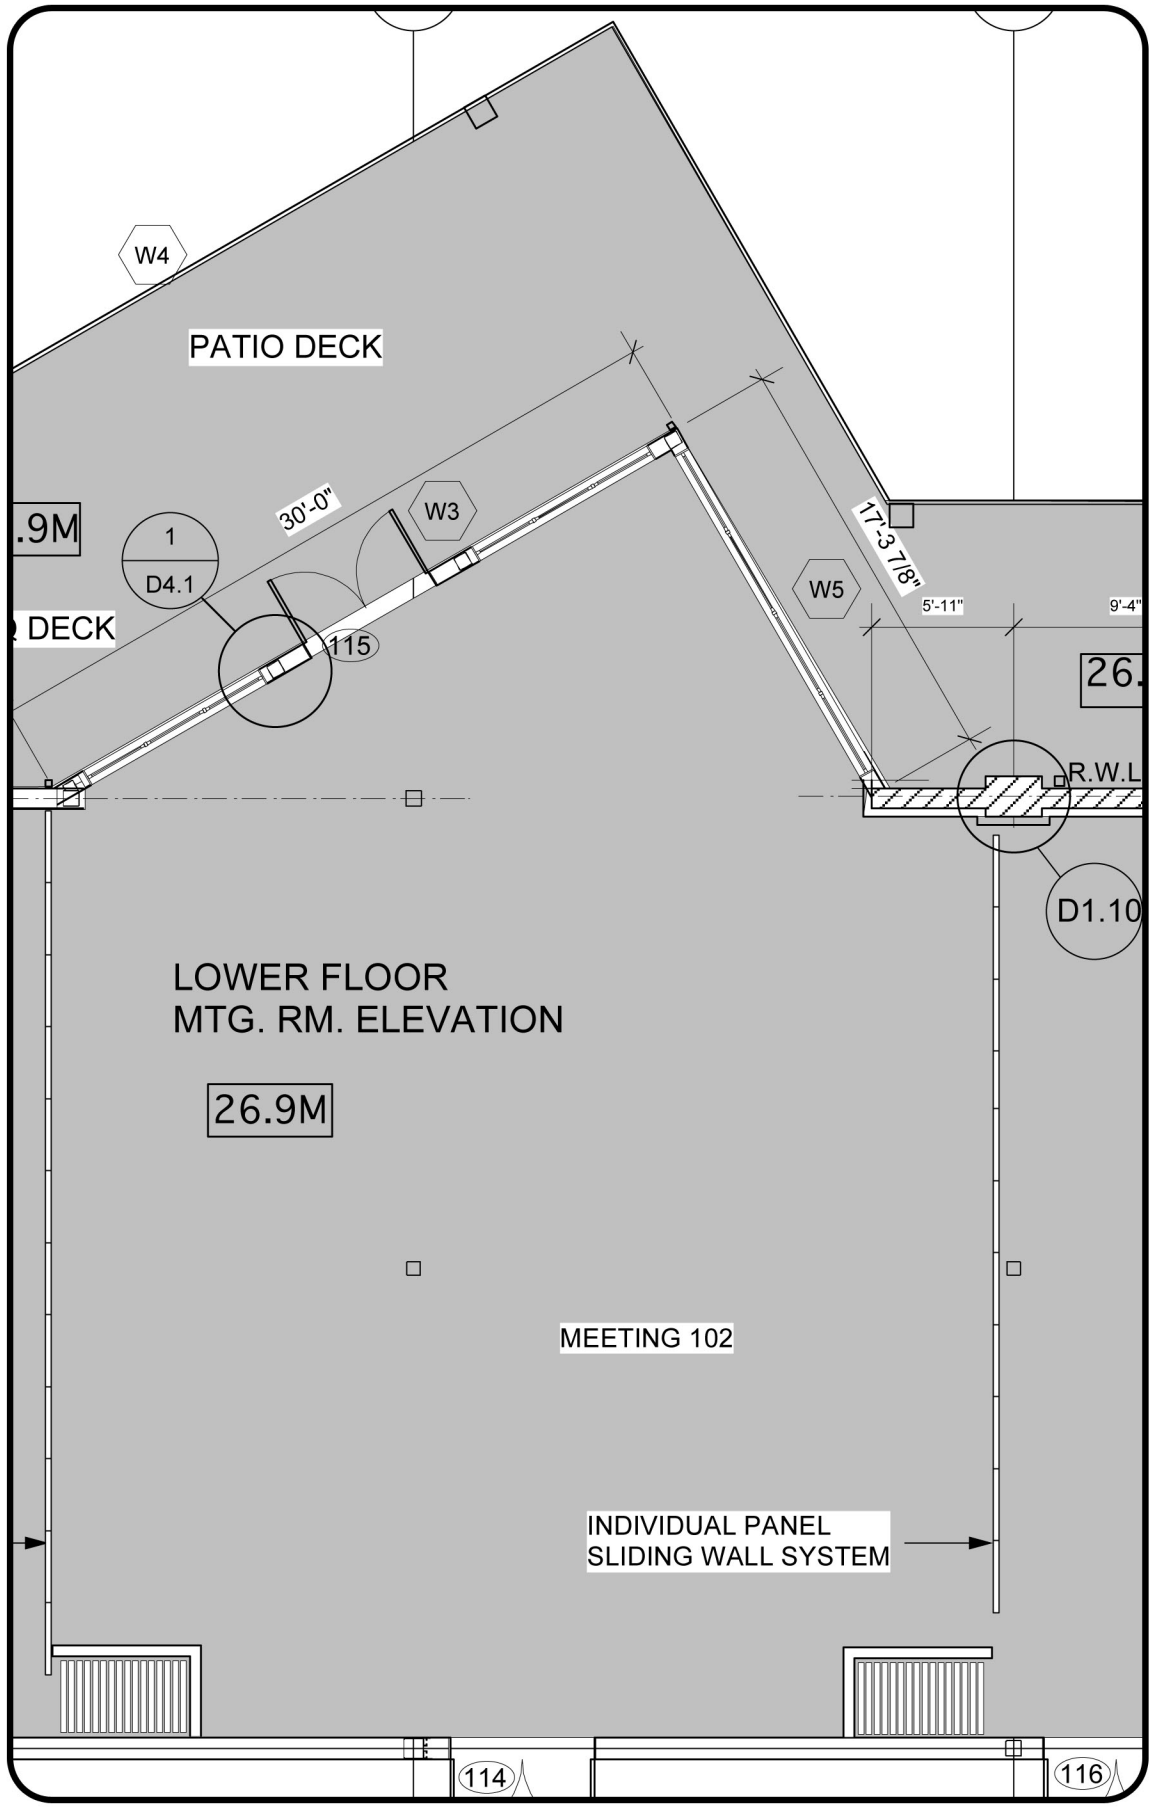 W4
PATIO DECK
30'-0"
W3
.9M
1
D4.1
17'-3 7/8"
W5
5'-11"
9'-4"
DECK
115
26.
R.W.L
D1.10
LOWER FLOOR
MTG. RM. ELEVATION
26.9M
MEETING 102
INDIVIDUAL PANEL
SLIDING WALL SYSTEM
114
116